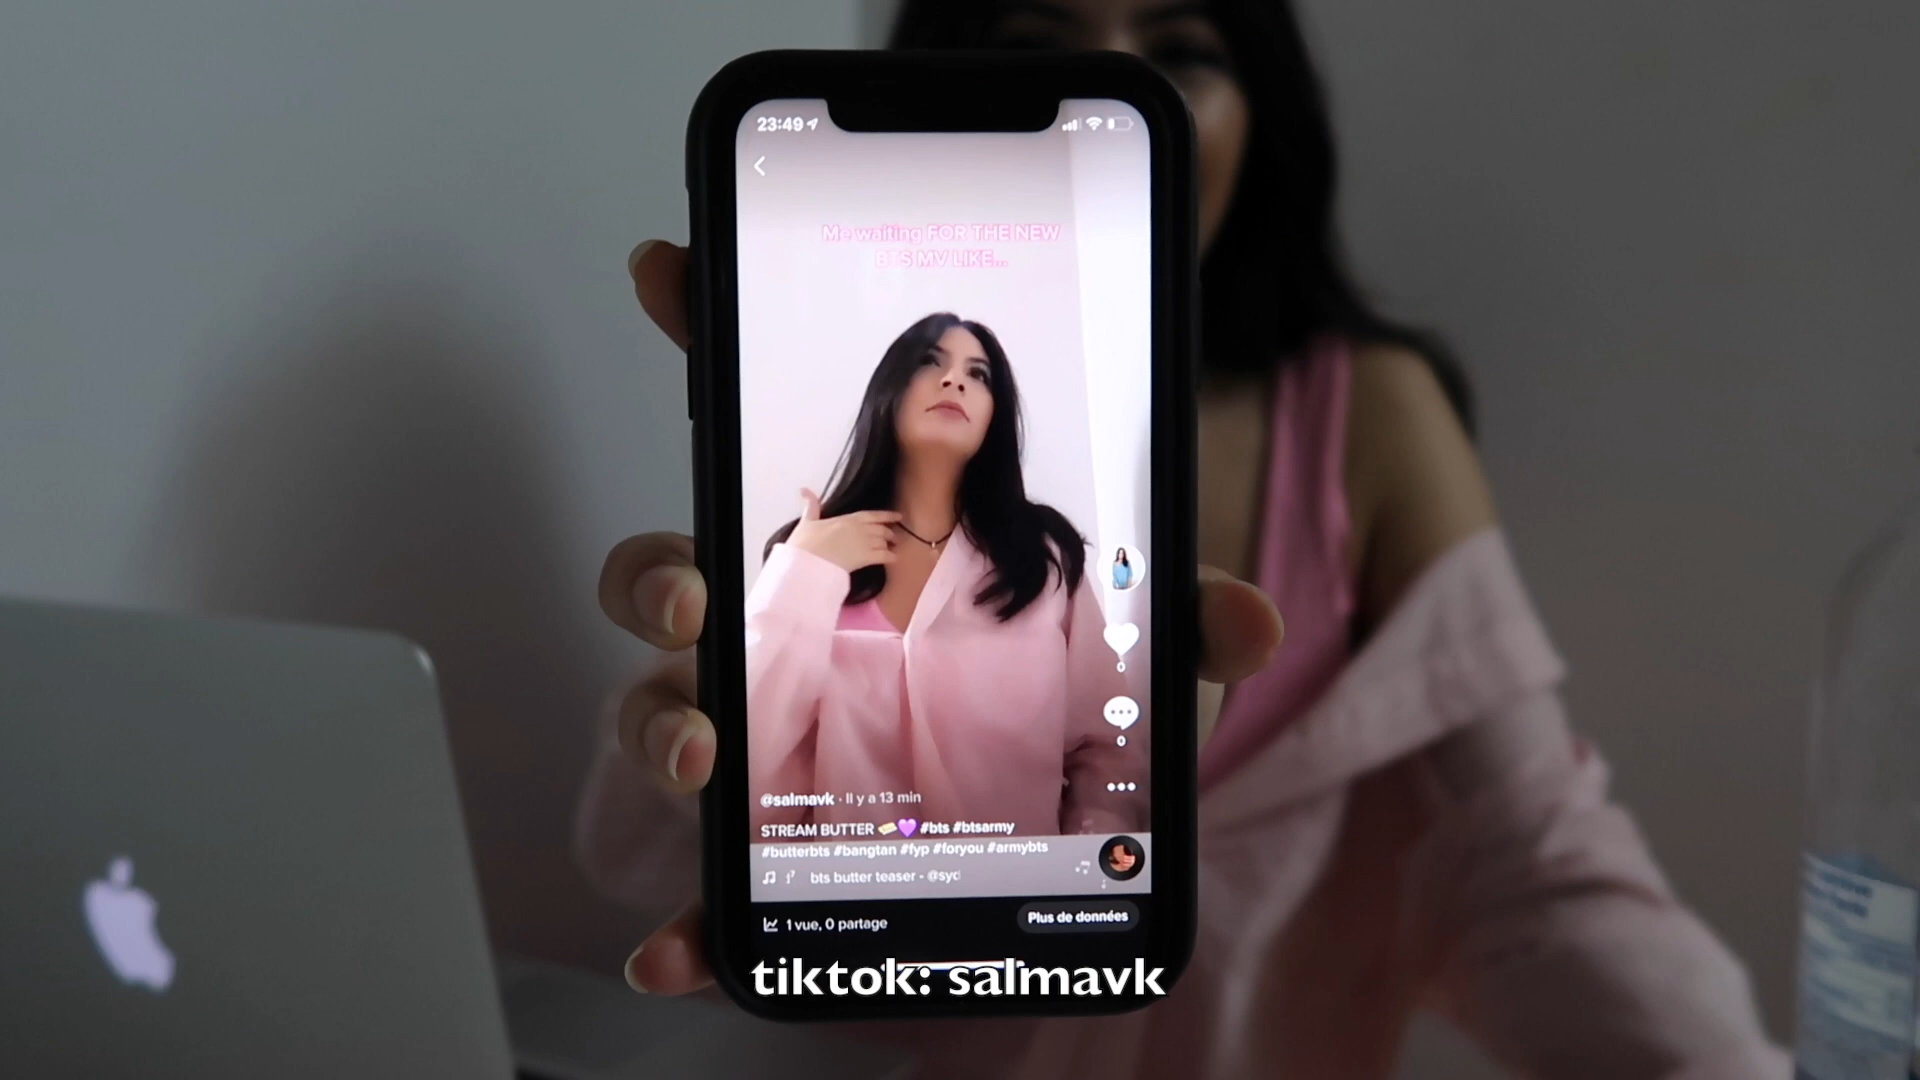 23:49
Me waiting FOR THE NEW
BTS MV LIKE...
0
0
@salmavk · Il y a 13 min
STREAM BUTTER 🧈💜 #bts #btsarmy
#butterbts #bangtan #fyp #foryou #armybts
bts butter teaser - @syc
1 vue, 0 partage
Plus de données
tiktok: salmavk